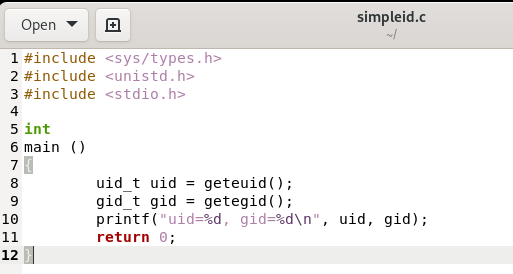 Open
simpleid.c
~/
1 #include <sys/types.h>
2 #include <unistd.h>
3 #include <stdio.h>
4
5 int
6 main ()
7 {
8         uid_t uid = geteuid();
9         gid_t gid = getegid();
10         printf("uid=%d, gid=%d\n", uid, gid);
11         return 0;
12 }